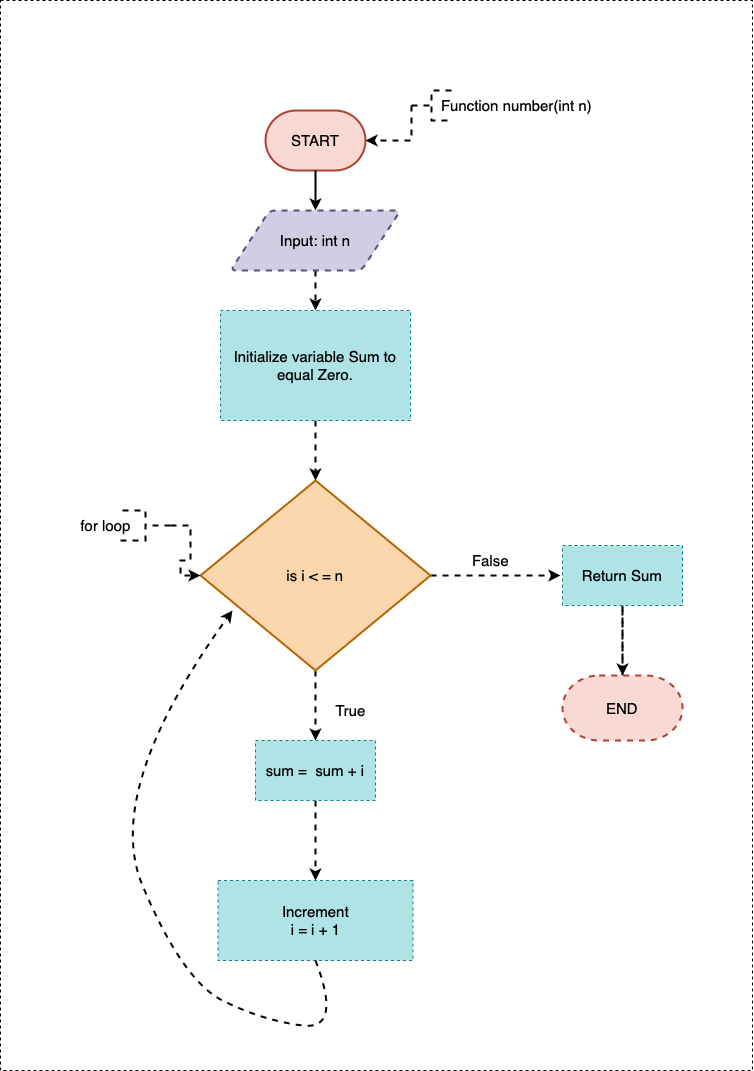 Function number(int n)
START
Input: int n
Initialize variable Sum to
equal Zero.
for loop
is i < = n
False
Return Sum
True
END
sum =  sum + i
Increment
i = i + 1